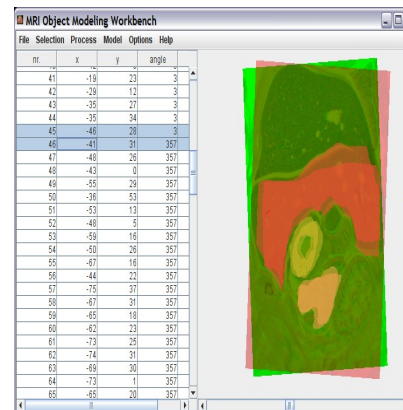 MRI Object Modeling Workbench
File Selection Process Model Options Help
nr. x y angle
41 -19 23 3
42 -29 12 3
43 -35 27 3
44 -35 34 3
45 -46 28 3
46 -41 31 357
47 -48 26 357
48 -43 0 357
49 -55 29 357
50 -36 53 357
51 -53 13 357
52 -48 5 357
53 -59 16 357
54 -50 26 357
55 -67 16 357
56 -44 22 357
57 -75 37 357
58 -67 31 357
59 -65 18 357
60 -62 23 357
61 -73 25 357
62 -74 31 357
63 -69 30 357
64 -73 1 357
65 -65 20 357